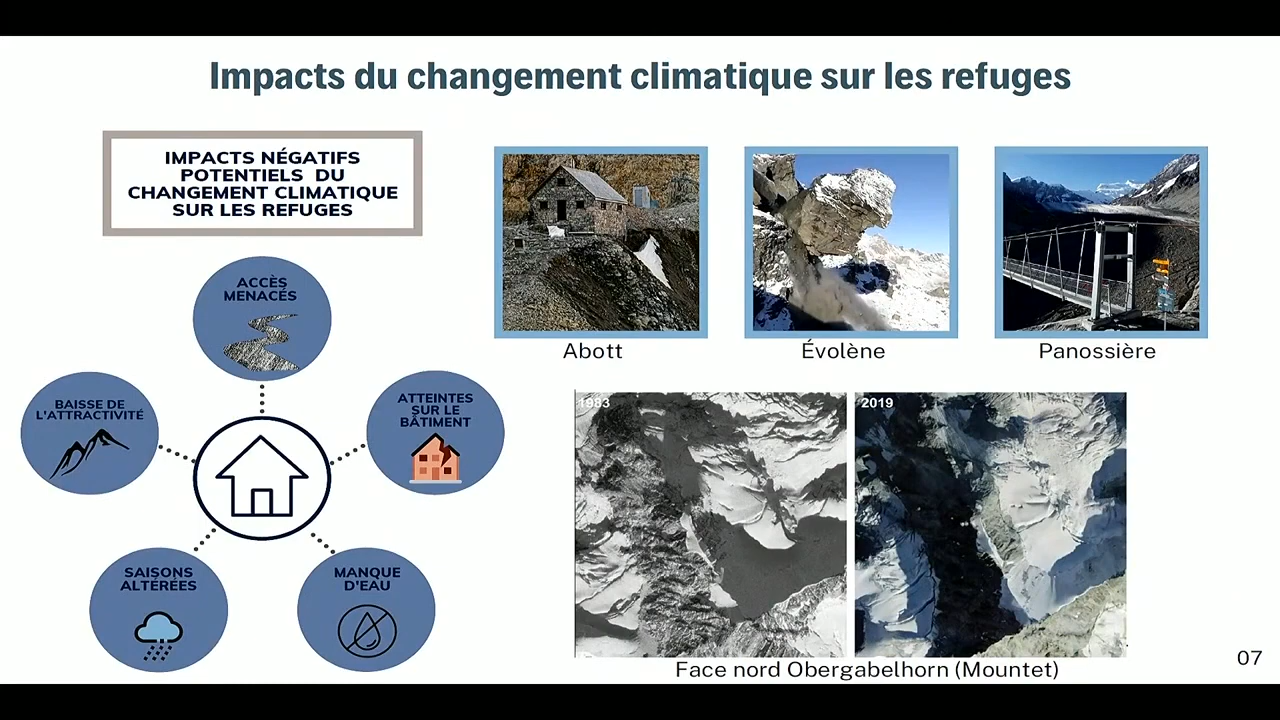 Impacts du changement climatique sur les refuges
IMPACTS NÉGATIFS
POTENTIELS DU
CHANGEMENT CLIMATIQUE
SUR LES REFUGES
ACCÈS
MENACÉS
BAISSE DE
L'ATTRACTIVITÉ
ATTEINTES
SUR LE
BÂTIMENT
SAISONS
ALTÉRÉES
MANQUE
D'EAU
Abott
Évolène
Panossière
1983
2019
Face nord Obergabelhorn (Mountet)
07